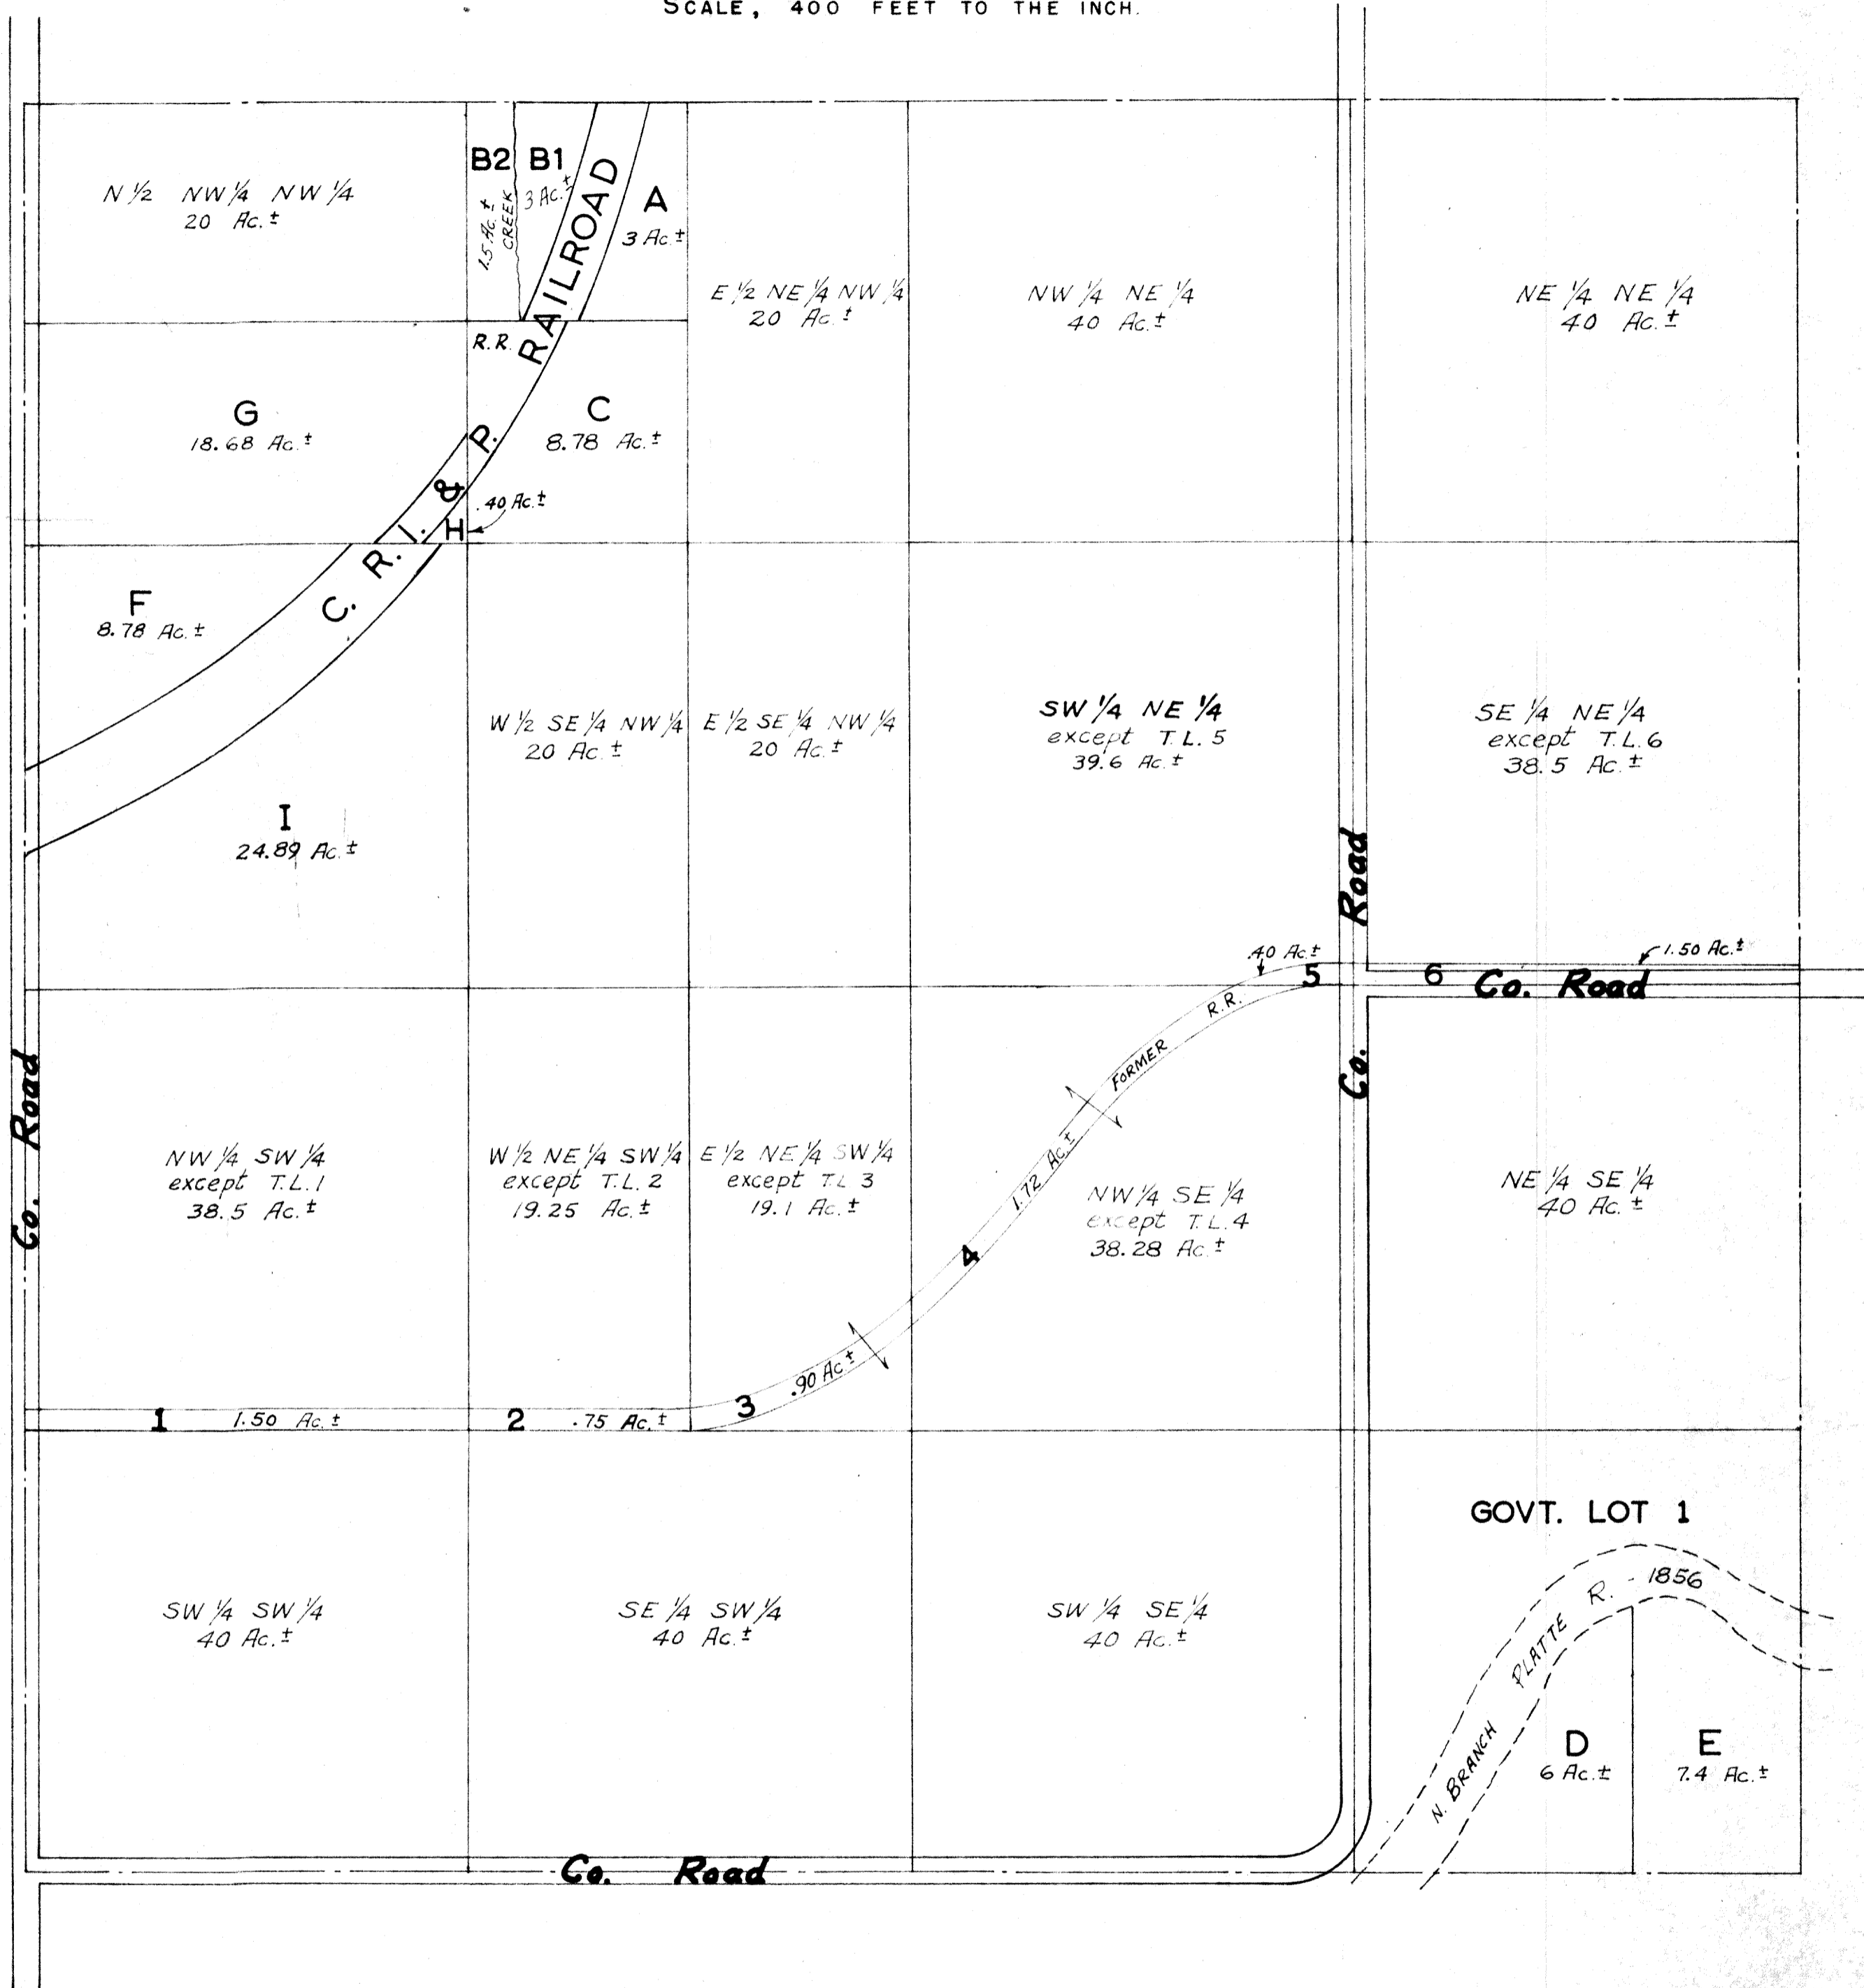 SCALE, 400 FEET TO THE INCH.
N 1/2 NW 1/4 NW 1/4
20 Ac.±
B2
1.5 Ac.±
CREEK
B1
3 Ac.±
A
3 Ac.±
C. R. I. & P. RAILROAD
E 1/2 NE 1/4 NW 1/4
20 Ac.±
NW 1/4 NE 1/4
40 Ac.±
NE 1/4 NE 1/4
40 Ac.±
R.R.
G
18.68 Ac.±
C
8.78 Ac.±
.40 Ac.±
H
F
8.78 Ac.±
I
24.89 Ac.±
W 1/2 SE 1/4 NW 1/4
20 Ac.±
E 1/2 SE 1/4 NW 1/4
20 Ac.±
SW 1/4 NE 1/4
except T.L. 5
39.6 Ac.±
SE 1/4 NE 1/4
except T.L. 6
38.5 Ac.±
Co. Road
.40 Ac.±
5
6
1.50 Ac.±
Co. Road
FORMER R.R.
Co. Road
NW 1/4 SW 1/4
except T.L. 1
38.5 Ac.±
W 1/2 NE 1/4 SW 1/4
except T.L. 2
19.25 Ac.±
E 1/2 NE 1/4 SW 1/4
except T.L 3
19.1 Ac.±
1.72 Ac.±
4
NW 1/4 SE 1/4
except T.L. 4
38.28 Ac.±
NE 1/4 SE 1/4
40 Ac.±
1
1.50 Ac.±
2
.75 Ac.±
3
.90 Ac.±
GOVT. LOT 1
SW 1/4 SW 1/4
40 Ac.±
SE 1/4 SW 1/4
40 Ac.±
SW 1/4 SE 1/4
40 Ac.±
N. BRANCH PLATTE R. - 1856
D
6 Ac.±
E
7.4 Ac.±
Co. Road